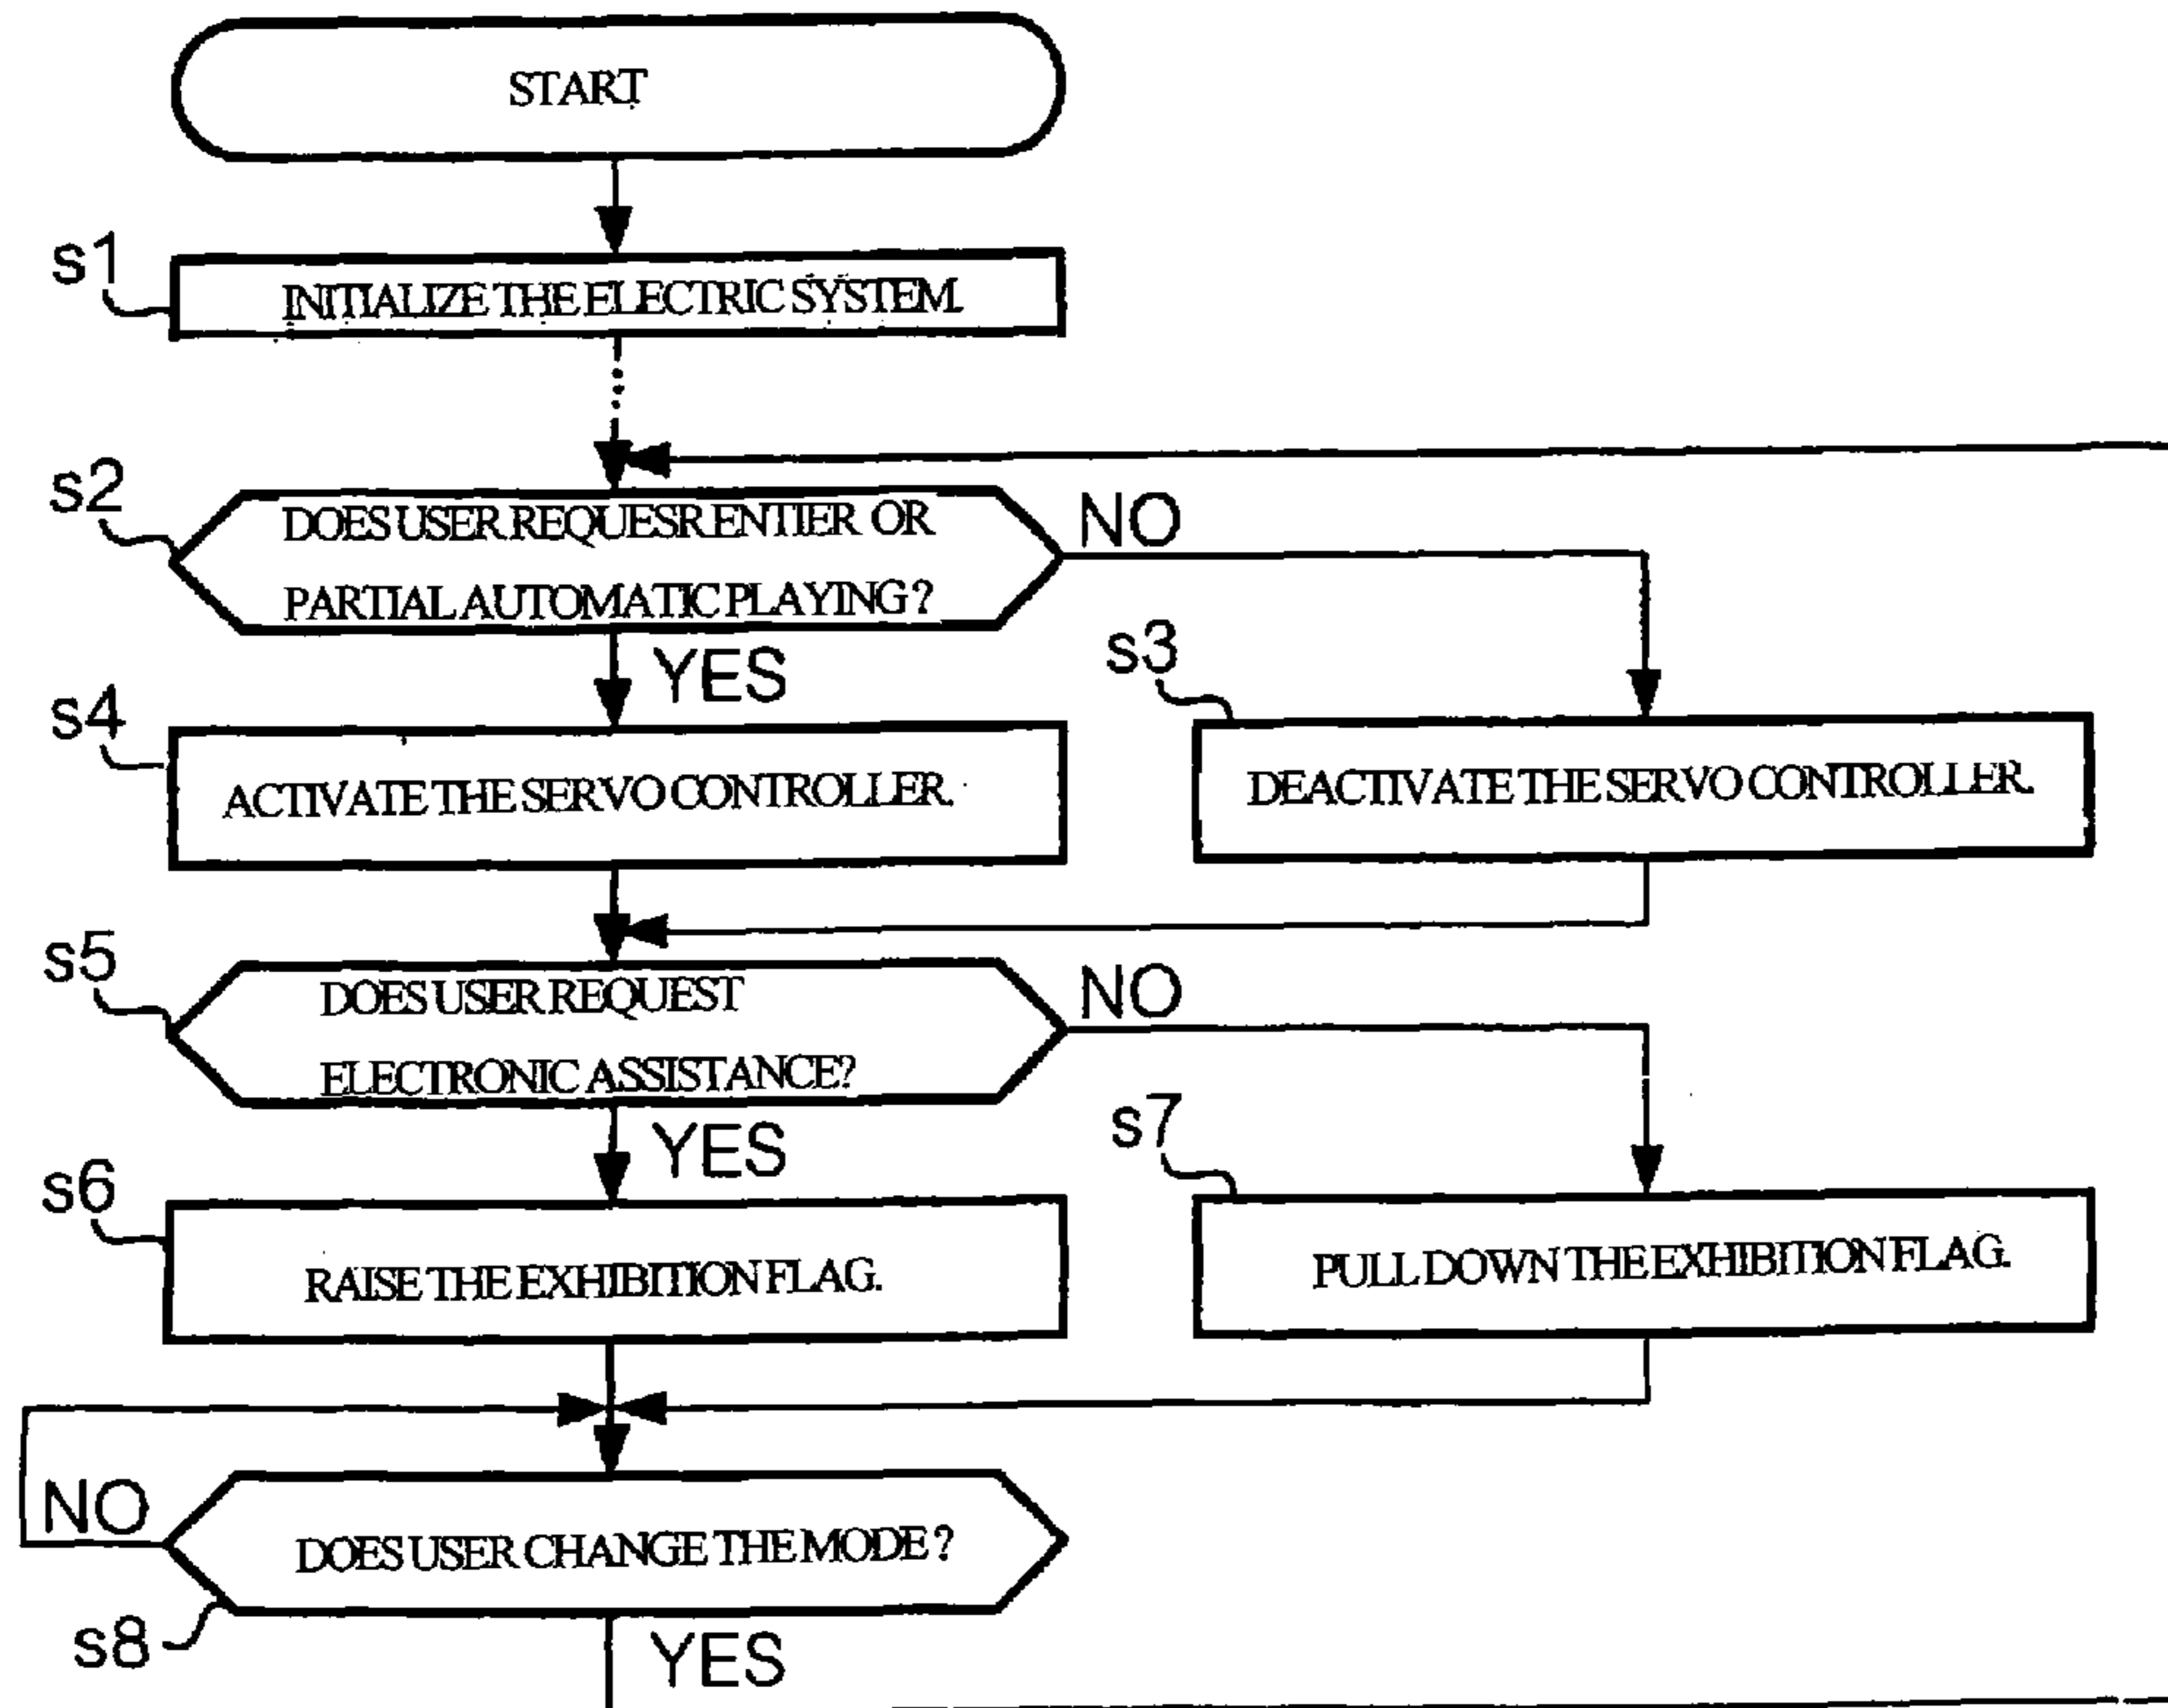 START
s1
INITIALIZE THE ELECTRIC SYSTEM.
s2
DOES USER REQUESR ENTIER OR
PARTIAL AUTOMATIC PLAYING?
NO
YES
s3
s4
ACTIVATE THE SERVO CONTROLLER.
DEACTIVATE THE SERVO CONTROLLER.
s5
DOES USER REQUEST
ELECTRONIC ASSISTANCE?
NO
YES
s7
s6
RAISE THE EXHIBITION FLAG.
PULL DOWN THE EXHIBITION FLAG.
NO
DOES USER CHANGE THE MODE?
s8
YES